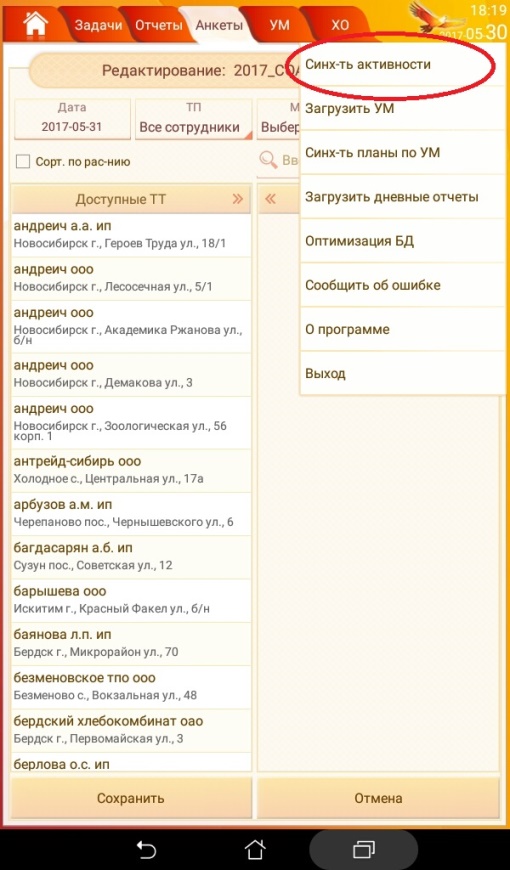 18:19
Задачи Отчеты Анкеты УМ ХО
2017-05-30
Редактирование: 2017_СОА
Синх-ть активности
Загрузить УМ
Синх-ть планы по УМ
Загрузить дневные отчеты
Оптимизация БД
Сообщить об ошибке
О программе
Выход
Дата
2017-05-31
ТП
Все сотрудники
М
Выбер
Сорт. по рас-нию
Вве
Доступные ТТ » «
андреич а.а. ип
Новосибирск г., Героев Труда ул., 18/1
андреич ооо
Новосибирск г., Лесосечная ул., 5/1
андреич ооо
Новосибирск г., Академика Ржанова ул.,
б/н
андреич ооо
Новосибирск г., Демакова ул., 3
андреич ооо
Новосибирск г., Зоологическая ул., 56
корп. 1
антрейд-сибирь ооо
Холодное с., Центральная ул., 17а
арбузов а.м. ип
Черепаново пос., Чернышевского ул., 6
багдасарян а.б. ип
Сузун пос., Советская ул., 12
барышева ооо
Искитим г., Красный Факел ул., б/н
баянова л.п. ип
Бердск г., Микрорайон ул., 70
безменовское тпо ооо
Безменово с., Вокзальная ул., 48
бердский хлебокомбинат оао
Бердск г., Первомайская ул., 3
берлова о.с. ип
Сохранить
Отмена